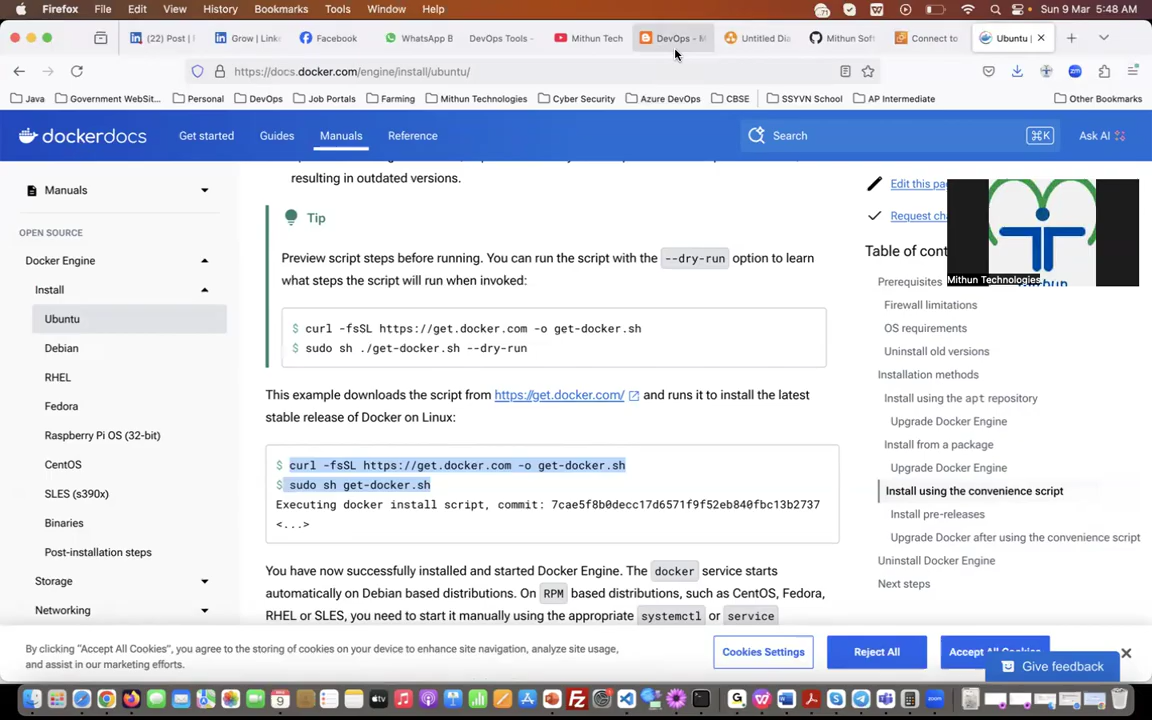 Firefox File Edit View History Bookmarks Tools Window Help Sun 9 Mar 5:48 AM
(22) Post | Grow | Link Facebook WhatsApp B DevOps Tools - Mithun Tech DevOps - M Untitled Dia Mithun Soft Connect to Ubuntu |
https://docs.docker.com/engine/install/ubuntu/
Java Government WebSit... Personal DevOps Job Portals Farming Mithun Technologies Cyber Security Azure DevOps CBSE SSYVN School AP Intermediate Other Bookmarks
dockerdocs Get started Guides Manuals Reference Search ⌘K Ask AI
Manuals
OPEN SOURCE
Docker Engine
Install
Ubuntu
Debian
RHEL
Fedora
Raspberry Pi OS (32-bit)
CentOS
SLES (s390x)
Binaries
Post-installation steps
Storage
Networking
resulting in outdated versions.
Tip
Preview script steps before running. You can run the script with the --dry-run option to learn
what steps the script will run when invoked:
$ curl -fsSL https://get.docker.com -o get-docker.sh
$ sudo sh ./get-docker.sh --dry-run
This example downloads the script from https://get.docker.com/ and runs it to install the latest
stable release of Docker on Linux:
$ curl -fsSL https://get.docker.com -o get-docker.sh
$ sudo sh get-docker.sh
Executing docker install script, commit: 7cae5f8b0decc17d6571f9f52eb840fbc13b2737
<...>
You have now successfully installed and started Docker Engine. The docker service starts
automatically on Debian based distributions. On RPM based distributions, such as CentOS, Fedora,
RHEL or SLES, you need to start it manually using the appropriate systemctl or service
Edit this pa
Request cha
Table of cont
Prerequisites
Firewall limitations
OS requirements
Uninstall old versions
Installation methods
Install using the apt repository
Upgrade Docker Engine
Install from a package
Upgrade Docker Engine
Install using the convenience script
Install pre-releases
Upgrade Docker after using the convenience script
Uninstall Docker Engine
Next steps
Mithun Technologies
By clicking "Accept All Cookies", you agree to the storing of cookies on your device to enhance site navigation, analyze site usage,
and assist in our marketing efforts.
Cookies Settings Reject All Accept All Cookies
Give feedback